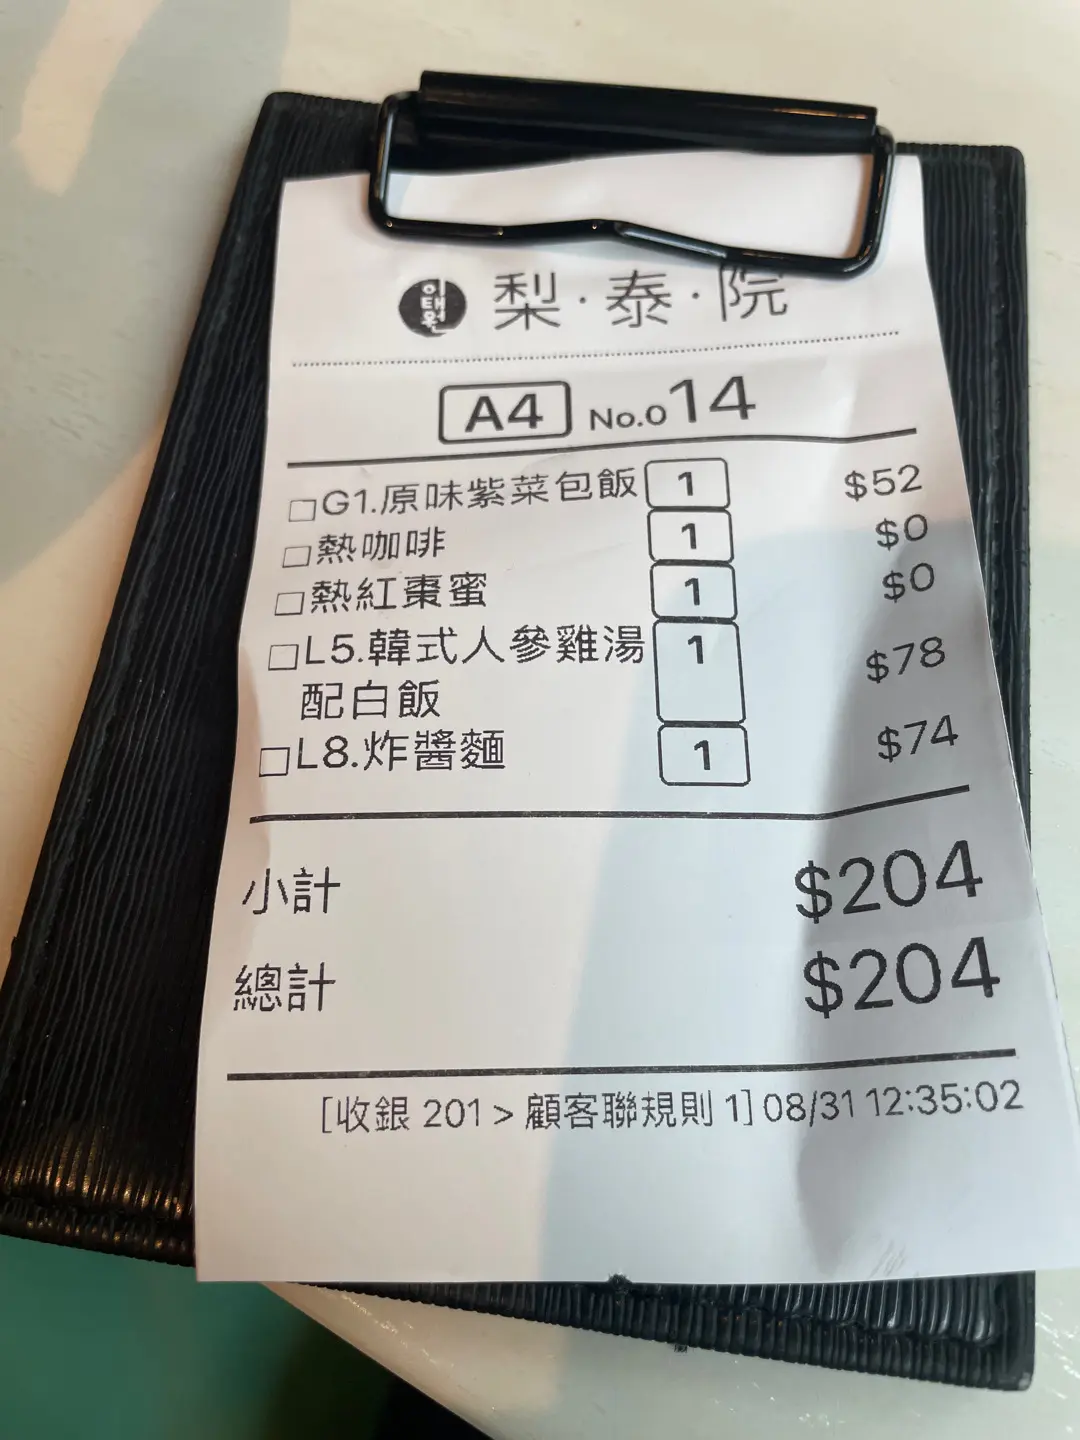 이태원 梨·泰·院
A4 No.014
□G1.原味紫菜包飯 1 $52
□熱咖啡 1 $0
□熱紅棗蜜 1 $0
□L5.韓式人參雞湯 1 $78
配白飯
□L8.炸醬麵 1 $74
小計 $204
總計 $204
[收銀 201 > 顧客聯規則 1] 08/31 12:35:02